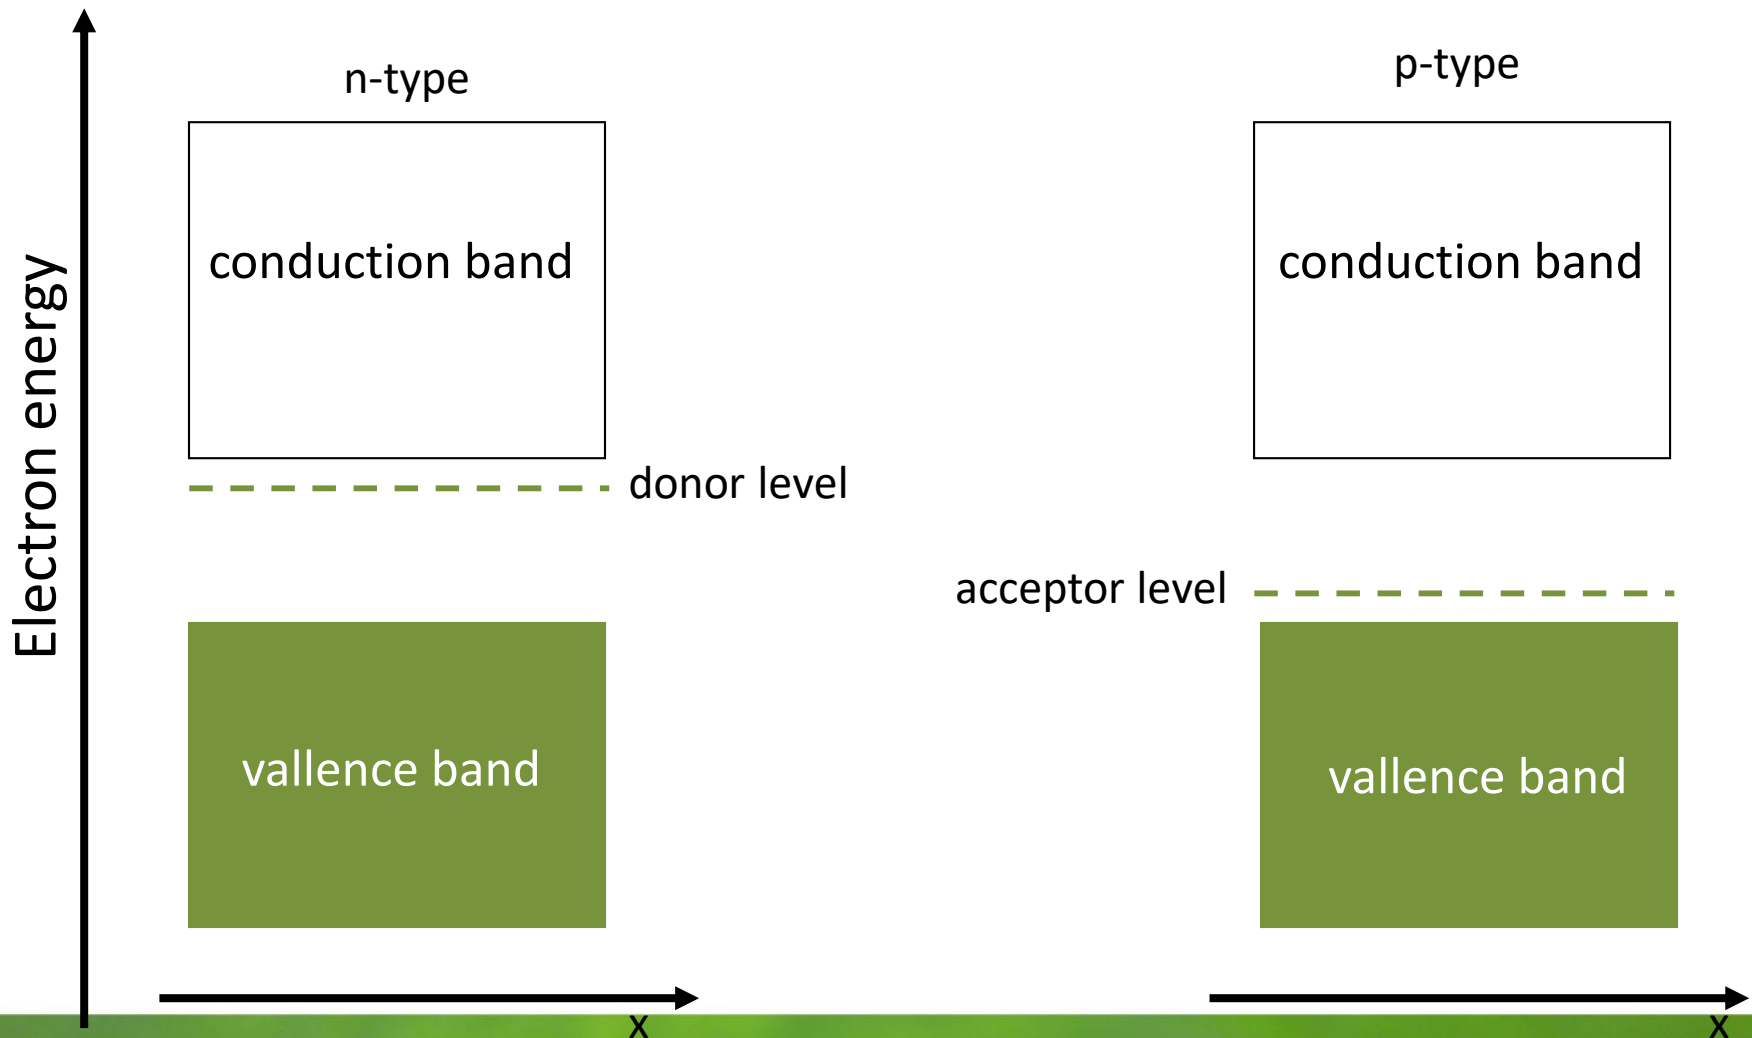 n-type
p-type
conduction band
conduction band
Electron energy
donor level
acceptor level
vallence band
vallence band
x
x